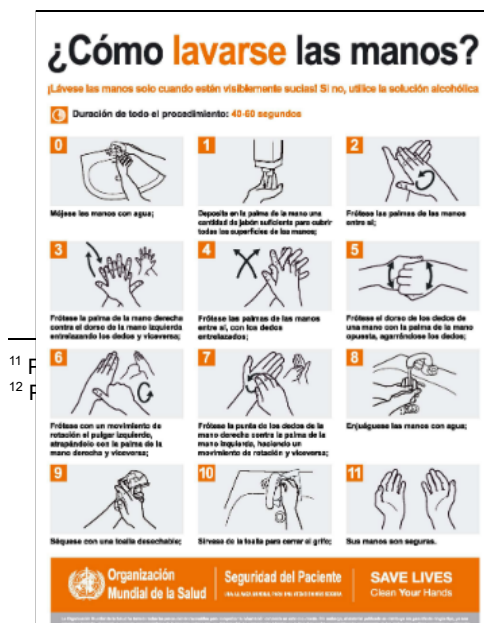 ¿Cómo lavarse las manos?
¡Lávese las manos solo cuando estén visiblemente sucias! Si no, utilice la solución alcohólica
Duración de todo el procedimiento: 40-60 segundos
0
1
2
Mójese las manos con agua;
Deposite en la palma de la mano una
cantidad de jabón suficiente para cubrir
todas las superficies de las manos;
Frótese las palmas de las manos
entre sí;
3
4
5
Frótese la palma de la mano derecha
contra el dorso de la mano izquierda
entrelazando los dedos y viceversa;
Frótese las palmas de las manos
entre sí, con los dedos
entrelazados;
Frótese el dorso de los dedos de
una mano con la palma de la mano
opuesta, agarrándose los dedos;
11
12
6
7
8
Frótese con un movimiento de
rotación el pulgar izquierdo,
atrapándolo con la palma de la
mano derecha y viceversa;
Frótese la punta de los dedos de la
mano derecha contra la palma de la
mano izquierda, haciendo un
movimiento de rotación y viceversa;
Enjuáguese las manos con agua;
9
10
11
Séquese con una toalla desechable;
Sírvase de la toalla para cerrar el grifo;
Sus manos son seguras.
Organización
Mundial de la Salud
Seguridad del Paciente
SAVE LIVES
Clean Your Hands